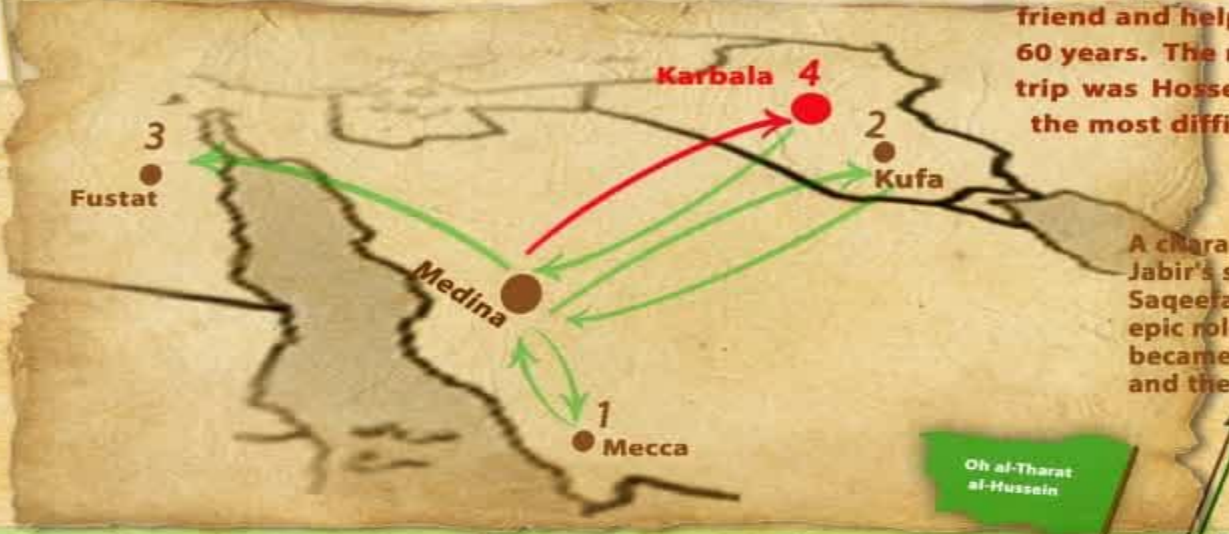 friend and help
60 years. The
trip was Hosse
the most diffi
Karbala 4
3
2
Fustat
Kufa
Medina
A chara
Jabir's s
Saqeefa
epic rol
became
and the
1
Mecca
Oh al-Tharat
al-Hussein